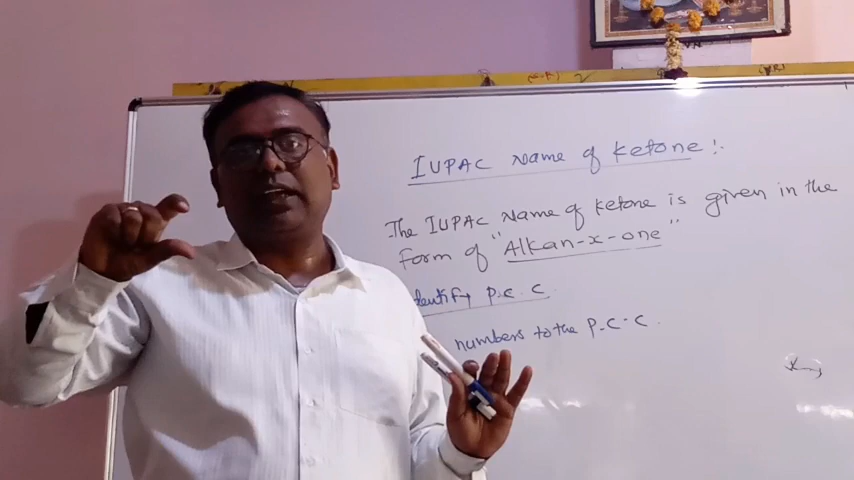 IUPAC Name of Ketone :-
The IUPAC Name of Ketone is given in the
form of "Alkan-x-one"
dentify P.C.C
numbers to the P.C.C.